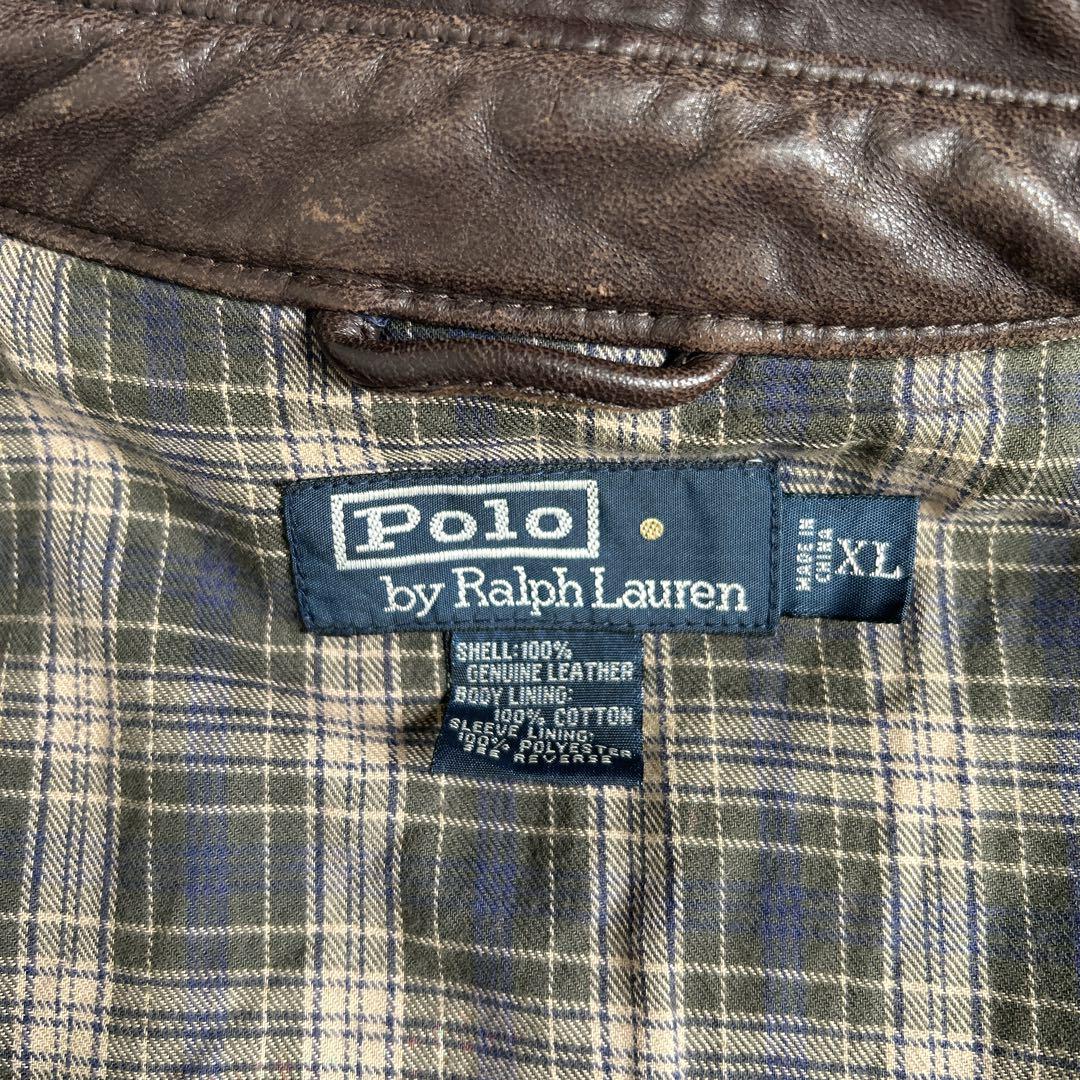 Polo
by Ralph Lauren
MADE IN
CHINA
XL
SHELL:100%
GENUINE LEATHER
BODY LINING:
100% COTTON
SLEEVE LINING:
100% POLYESTER
SEE REVERSE